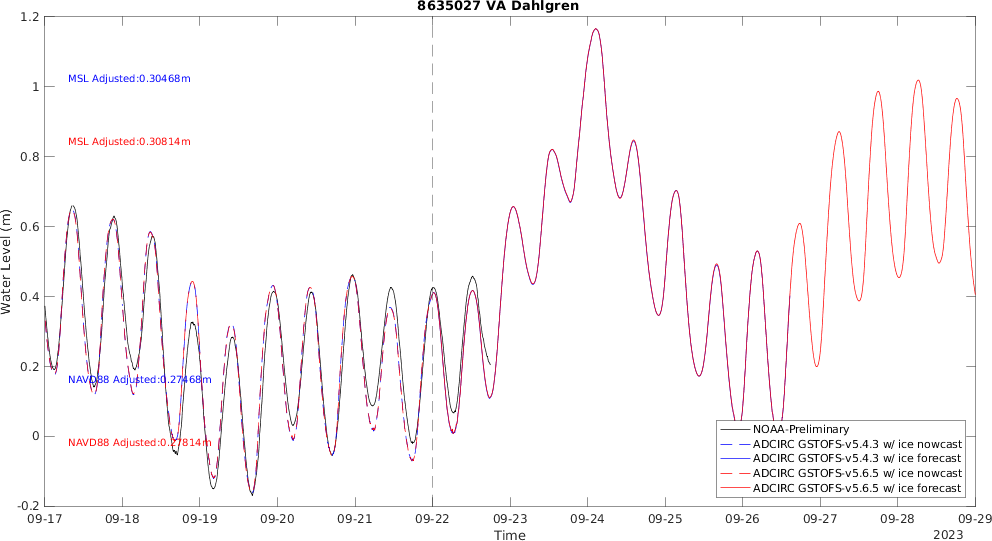 8635027 VA Dahlgren
1.2
1
0.8
0.6
0.4
0.2
0
-0.2
Water Level (m)
MSL Adjusted:0.30468m
MSL Adjusted:0.30814m
NAVD88 Adjusted:0.27468m
NAVD88 Adjusted:0.27814m
NOAA-Preliminary
ADCIRC GSTOFS-v5.4.3 w/ ice nowcast
ADCIRC GSTOFS-v5.4.3 w/ ice forecast
ADCIRC GSTOFS-v5.6.5 w/ ice nowcast
ADCIRC GSTOFS-v5.6.5 w/ ice forecast
09-17 09-18 09-19 09-20 09-21 09-22 09-23 09-24 09-25 09-26 09-27 09-28 09-29
Time
2023